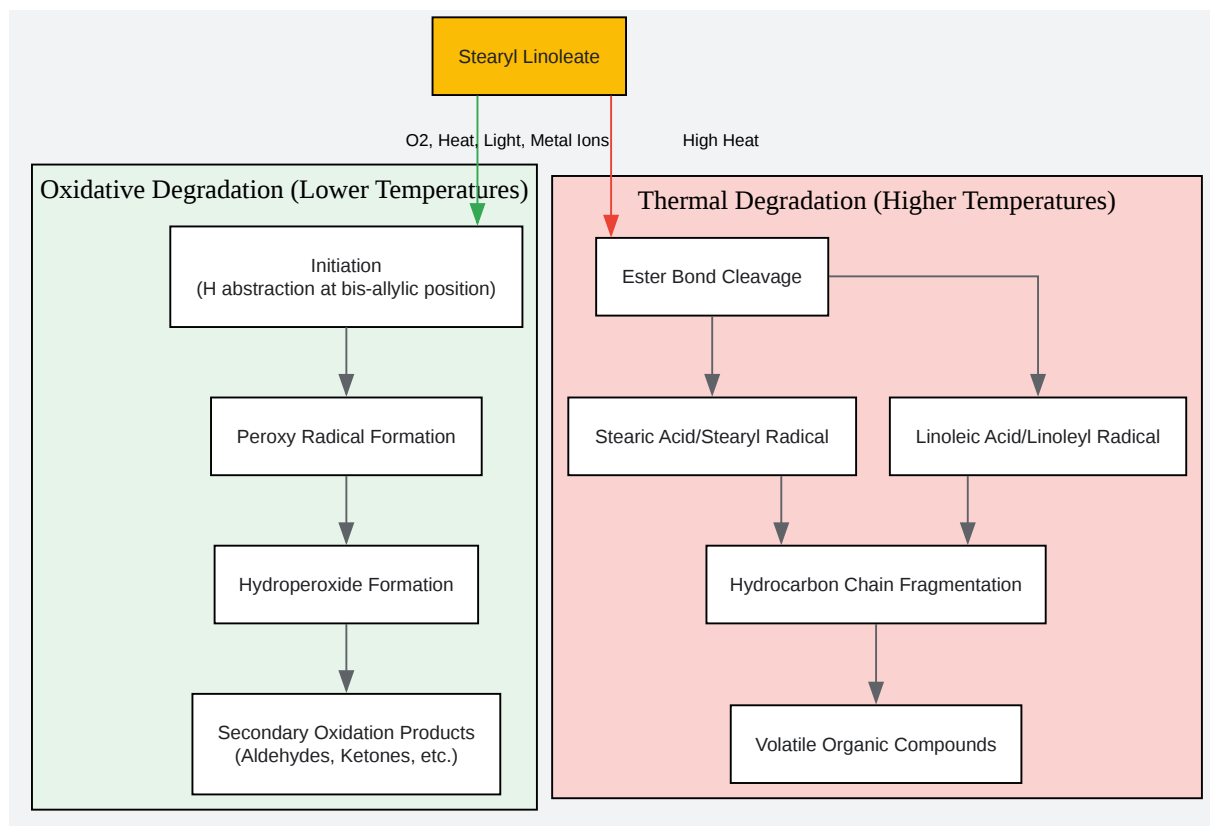 Stearyl Linoleate
O2, Heat, Light, Metal Ions
High Heat
Oxidative Degradation (Lower Temperatures)
Initiation
(H abstraction at bis-allylic position)
Peroxy Radical Formation
Hydroperoxide Formation
Secondary Oxidation Products
(Aldehydes, Ketones, etc.)
Thermal Degradation (Higher Temperatures)
Ester Bond Cleavage
Stearic Acid/Stearyl Radical
Linoleic Acid/Linoleyl Radical
Hydrocarbon Chain Fragmentation
Volatile Organic Compounds